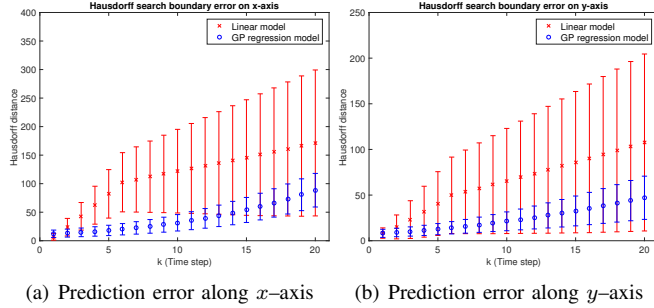 Hausdorff search boundary error on x-axis
400
350
300
250
200
150
100
50
0
Hausdorff distance
Linear model
GP regression model
0 5 10 15 20
k (Time step)
(a) Prediction error along x–axis
Hausdorff search boundary error on y-axis
250
200
150
100
50
0
Hausdorff distance
Linear model
GP regression model
0 5 10 15 20
k (Time step)
(b) Prediction error along y–axis